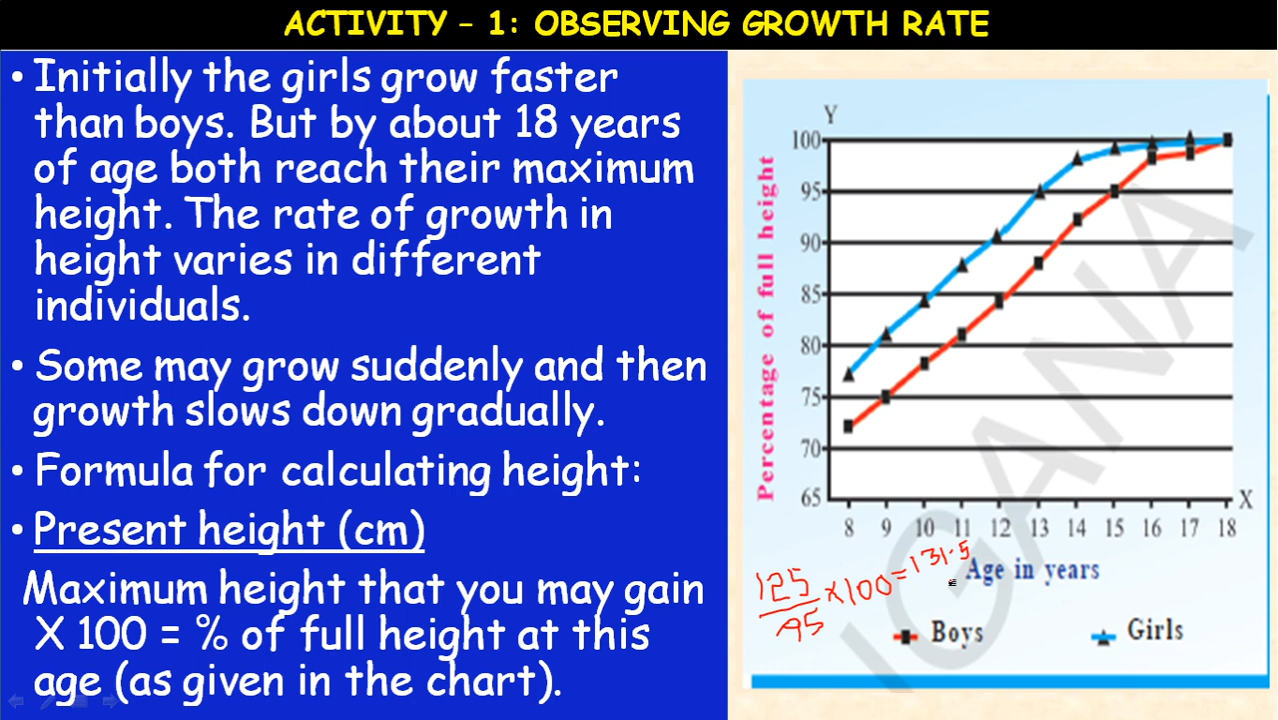 ACTIVITY – 1: OBSERVING GROWTH RATE
• Initially the girls grow faster
than boys. But by about 18 years
of age both reach their maximum
height. The rate of growth in
height varies in different
individuals.
• Some may grow suddenly and then
growth slows down gradually.
• Formula for calculating height:
• Present height (cm)
Maximum height that you may gain
X 100 = % of full height at this
age (as given in the chart).
Y
Percentage of full height
100
95
90
85
80
75
70
65
X
8 9 10 11 12 13 14 15 16 17 18
Age in years
125
95
×100 = 131.5
Boys Girls
IGANA